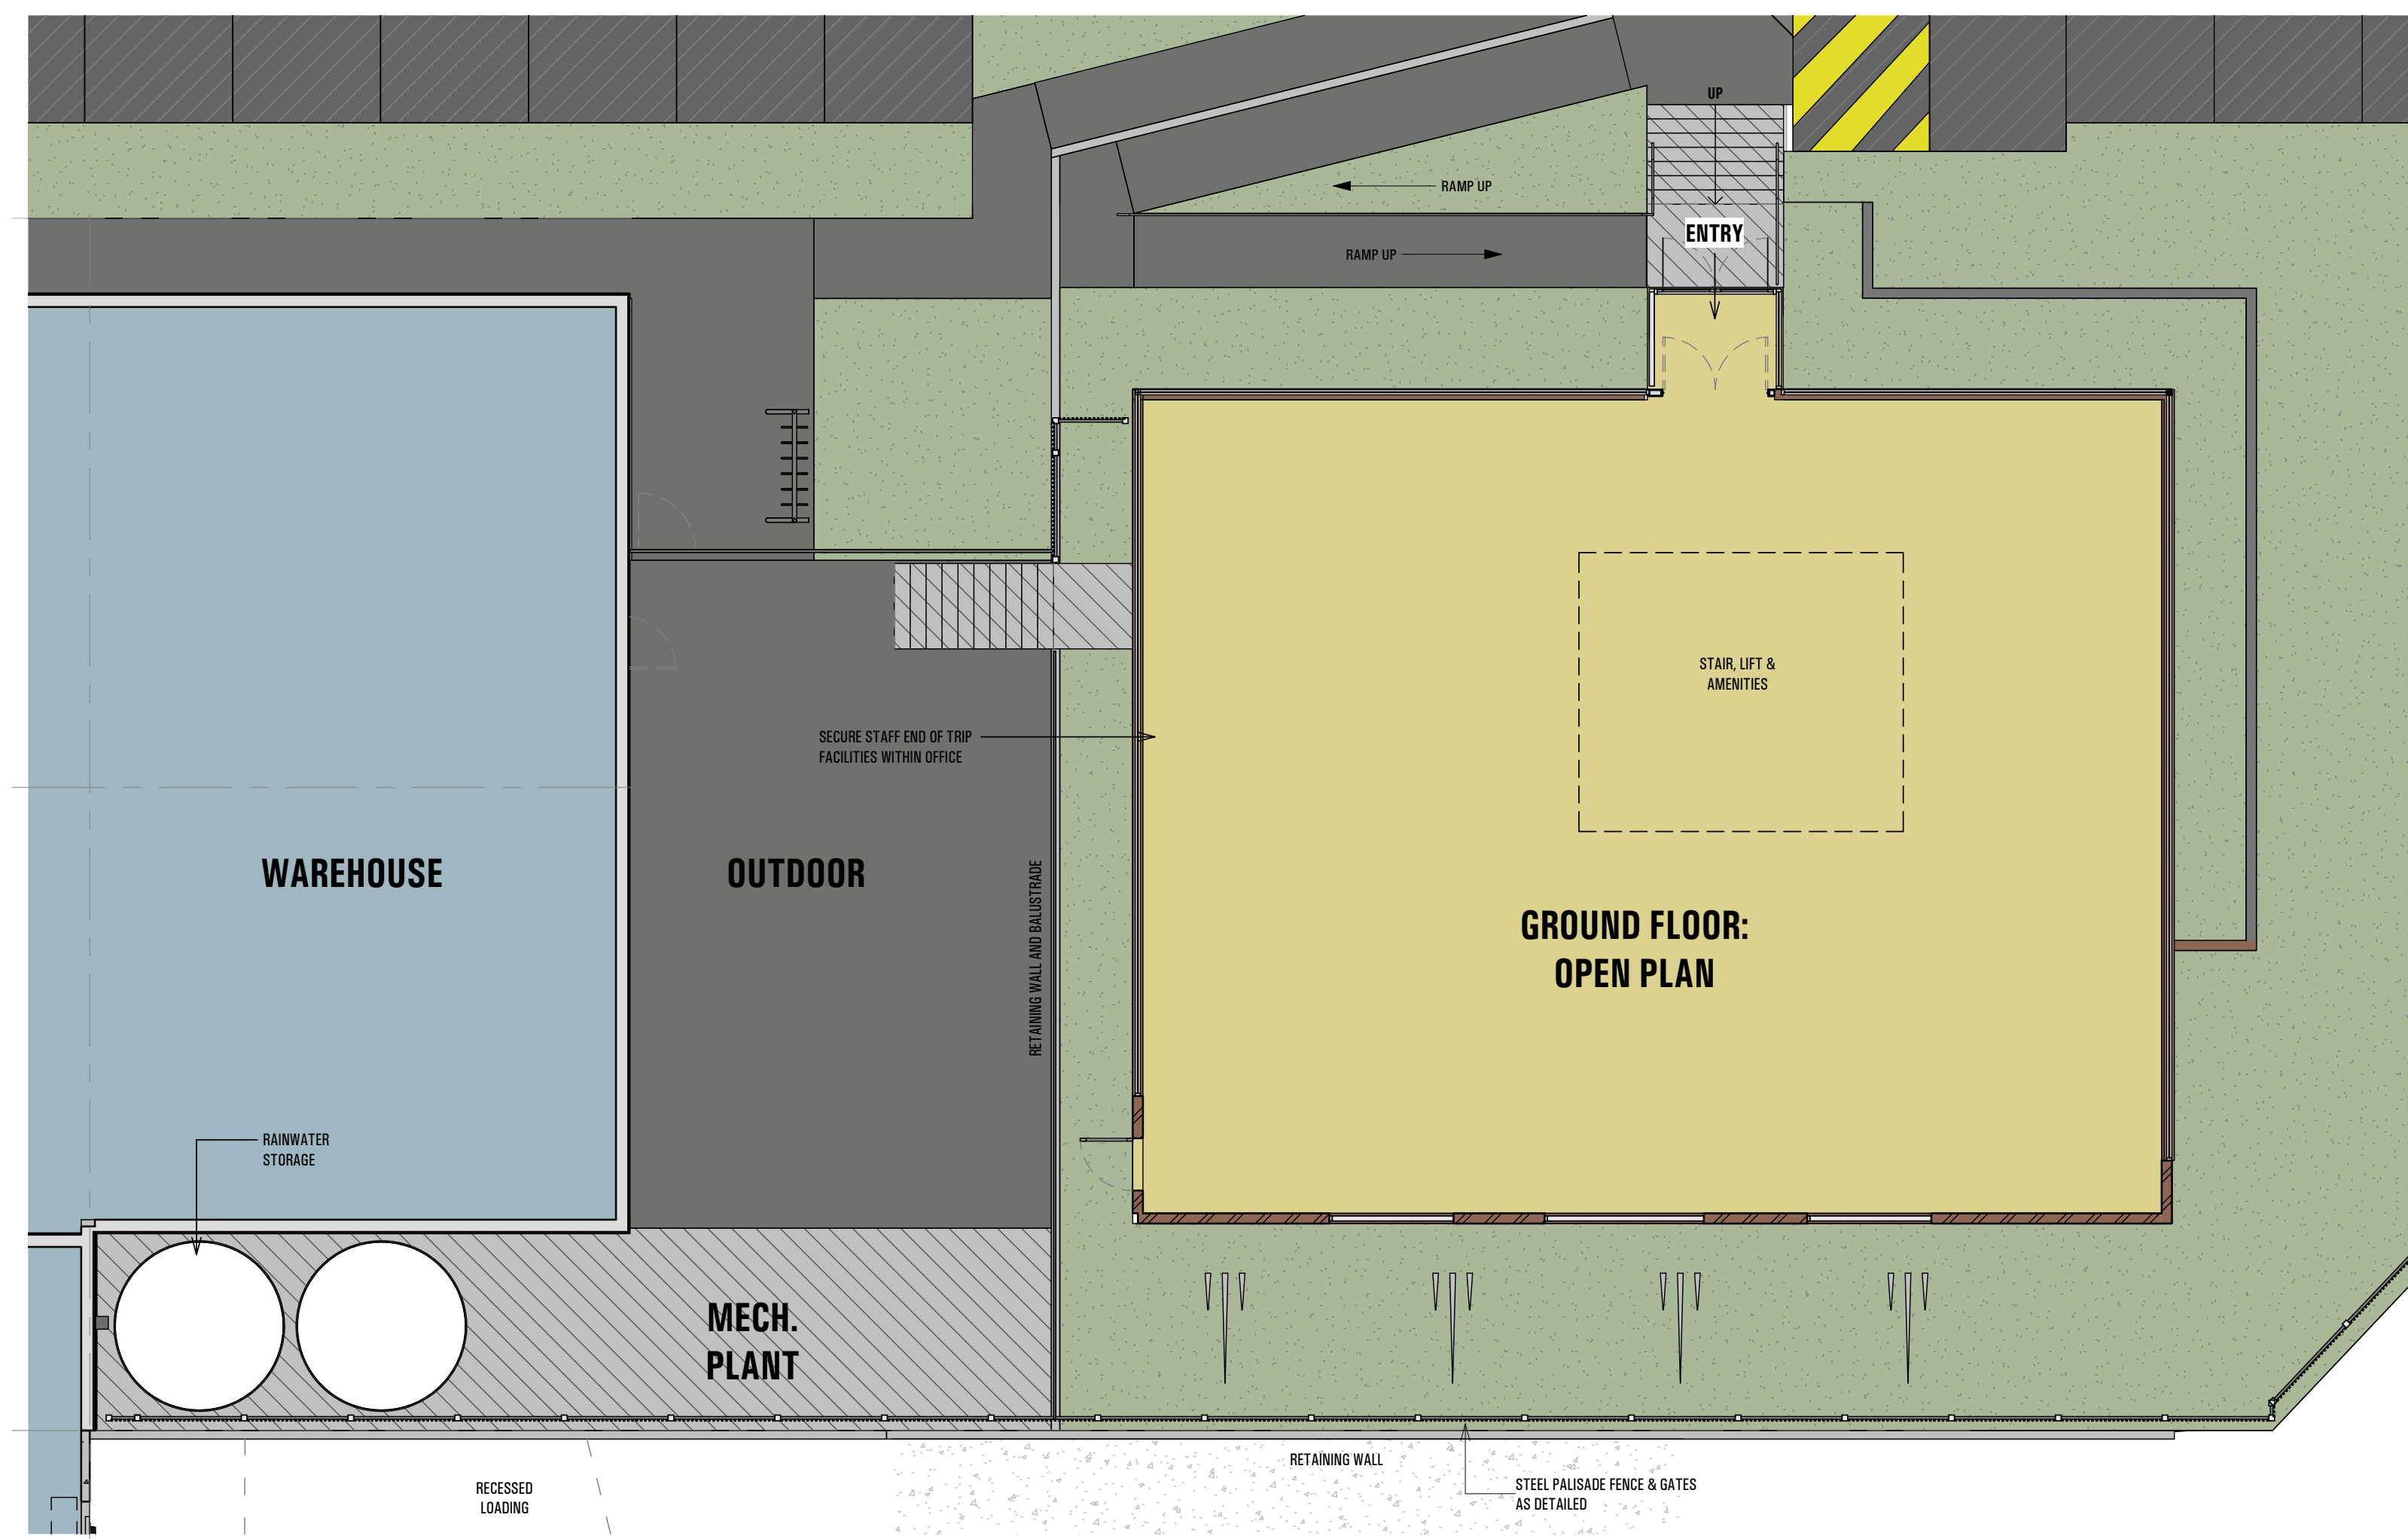 UP
RAMP UP
ENTRY
RAMP UP
STAIR, LIFT &
AMENITIES
SECURE STAFF END OF TRIP
FACILITIES WITHIN OFFICE
WAREHOUSE
OUTDOOR
RETAINING WALL AND BALUSTRADE
GROUND FLOOR:
OPEN PLAN
RAINWATER
STORAGE
MECH.
PLANT
RETAINING WALL
RECESSED
LOADING
STEEL PALISADE FENCE & GATES
AS DETAILED